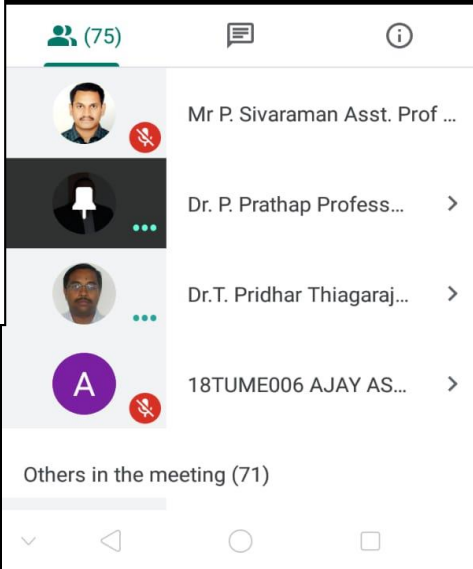 (75)
Mr P. Sivaraman Asst. Prof ...
Dr. P. Prathap Profess...
Dr.T. Pridhar Thiagaraj...
A
18TUME006 AJAY AS...
Others in the meeting (71)